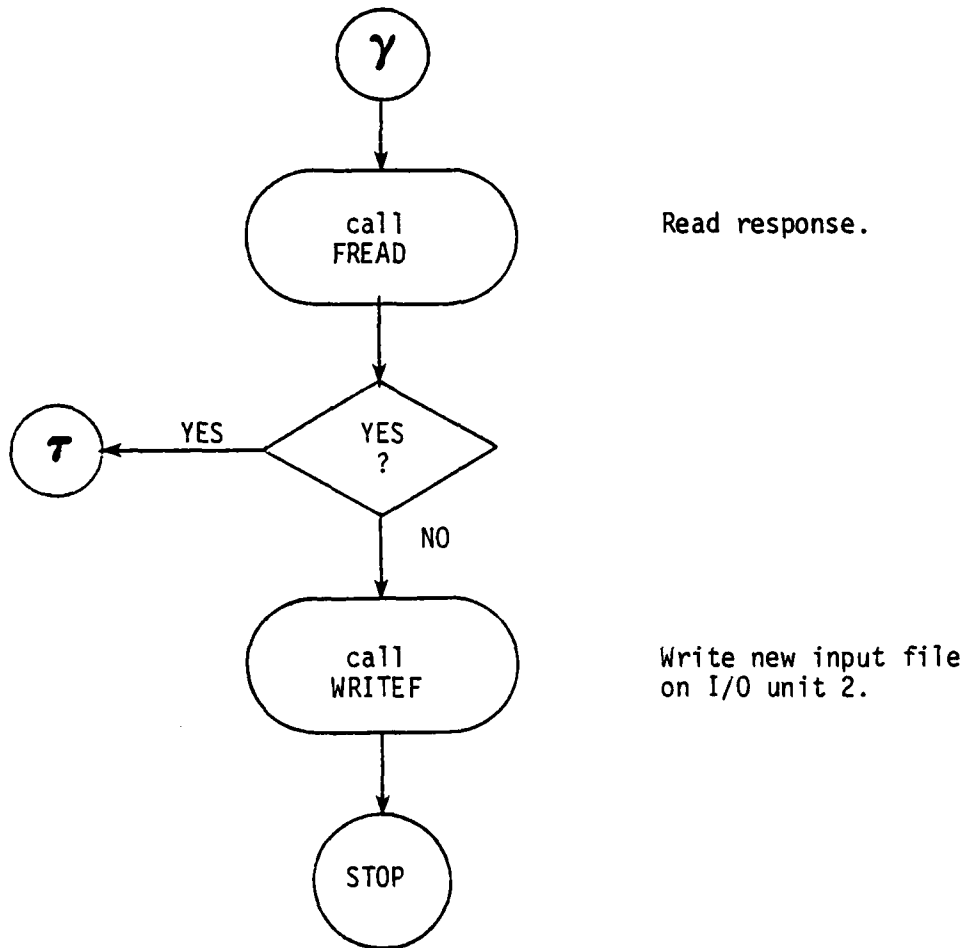 γ
call
FREAD
Read response.
τ
YES
YES
?
NO
call
WRITEF
Write new input file
on I/O unit 2.
STOP